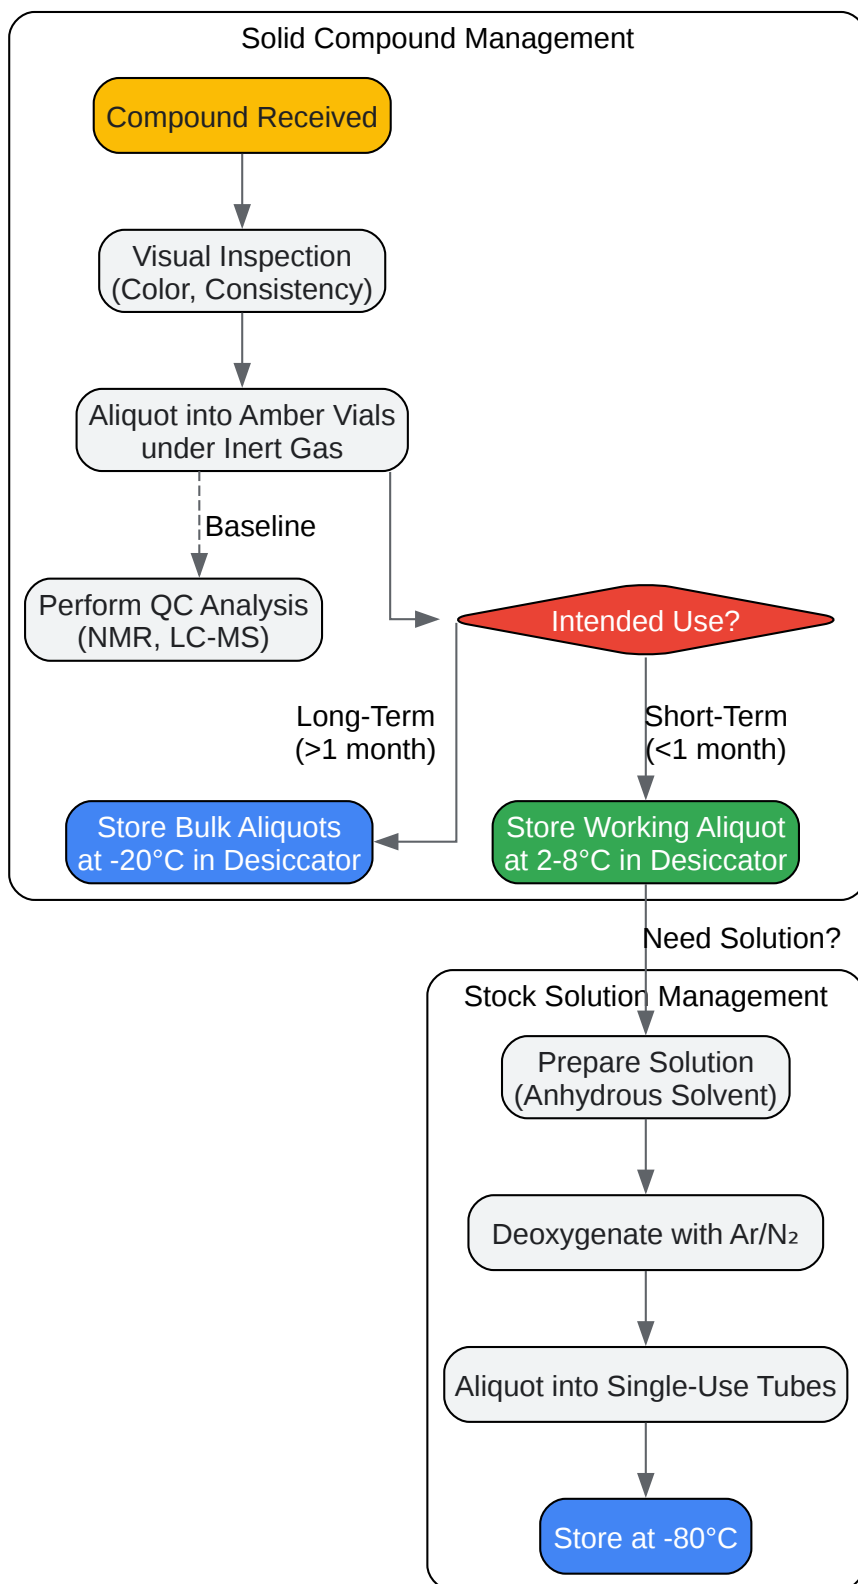 Solid Compound Management
Compound Received
Visual Inspection
(Color, Consistency)
Aliquot into Amber Vials
under Inert Gas
Baseline
Perform QC Analysis
(NMR, LC-MS)
Intended Use?
Long-Term
(>1 month)
Short-Term
(<1 month)
Store Bulk Aliquots
at -20°C in Desiccator
Store Working Aliquot
at 2-8°C in Desiccator
Need Solution?
Stock Solution Management
Prepare Solution
(Anhydrous Solvent)
Deoxygenate with Ar/N₂
Aliquot into Single-Use Tubes
Store at -80°C